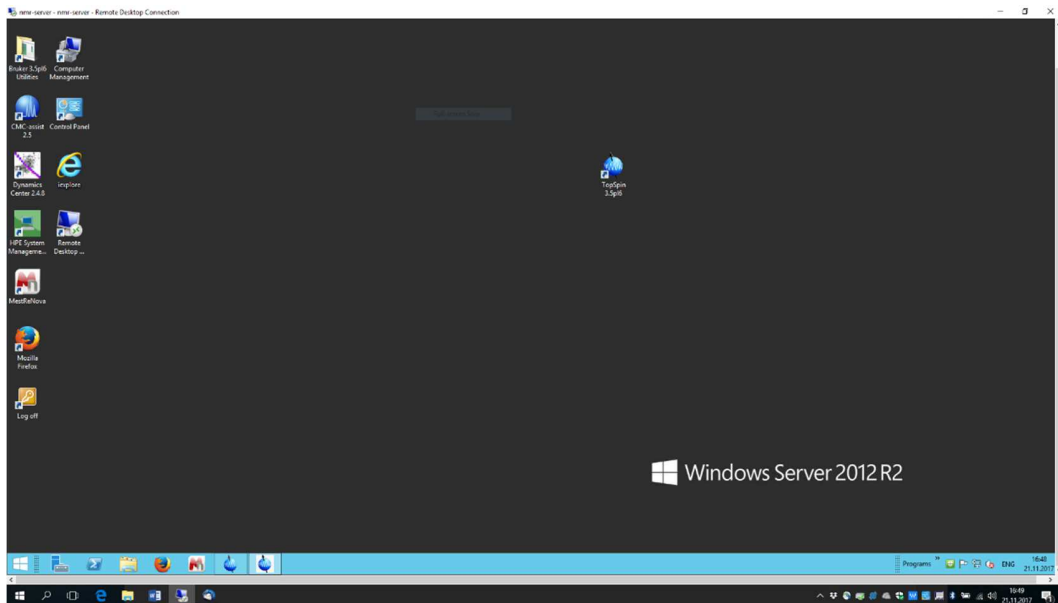 nmr-server - nmr-server - Remote Desktop Connection
Bruker 3.5pl6
Utilities
Computer
Management
CMC-assist
2.5
Control Panel
Dynamics
Center 2.4.8
iexplore
TopSpin
3.5pl6
HPE System
Manageme...
Remote
Desktop ...
MestReNova
Mozilla
Firefox
Log off
Windows Server 2012 R2
Programs
ENG
16:48
21.11.2017
16:49
21.11.2017